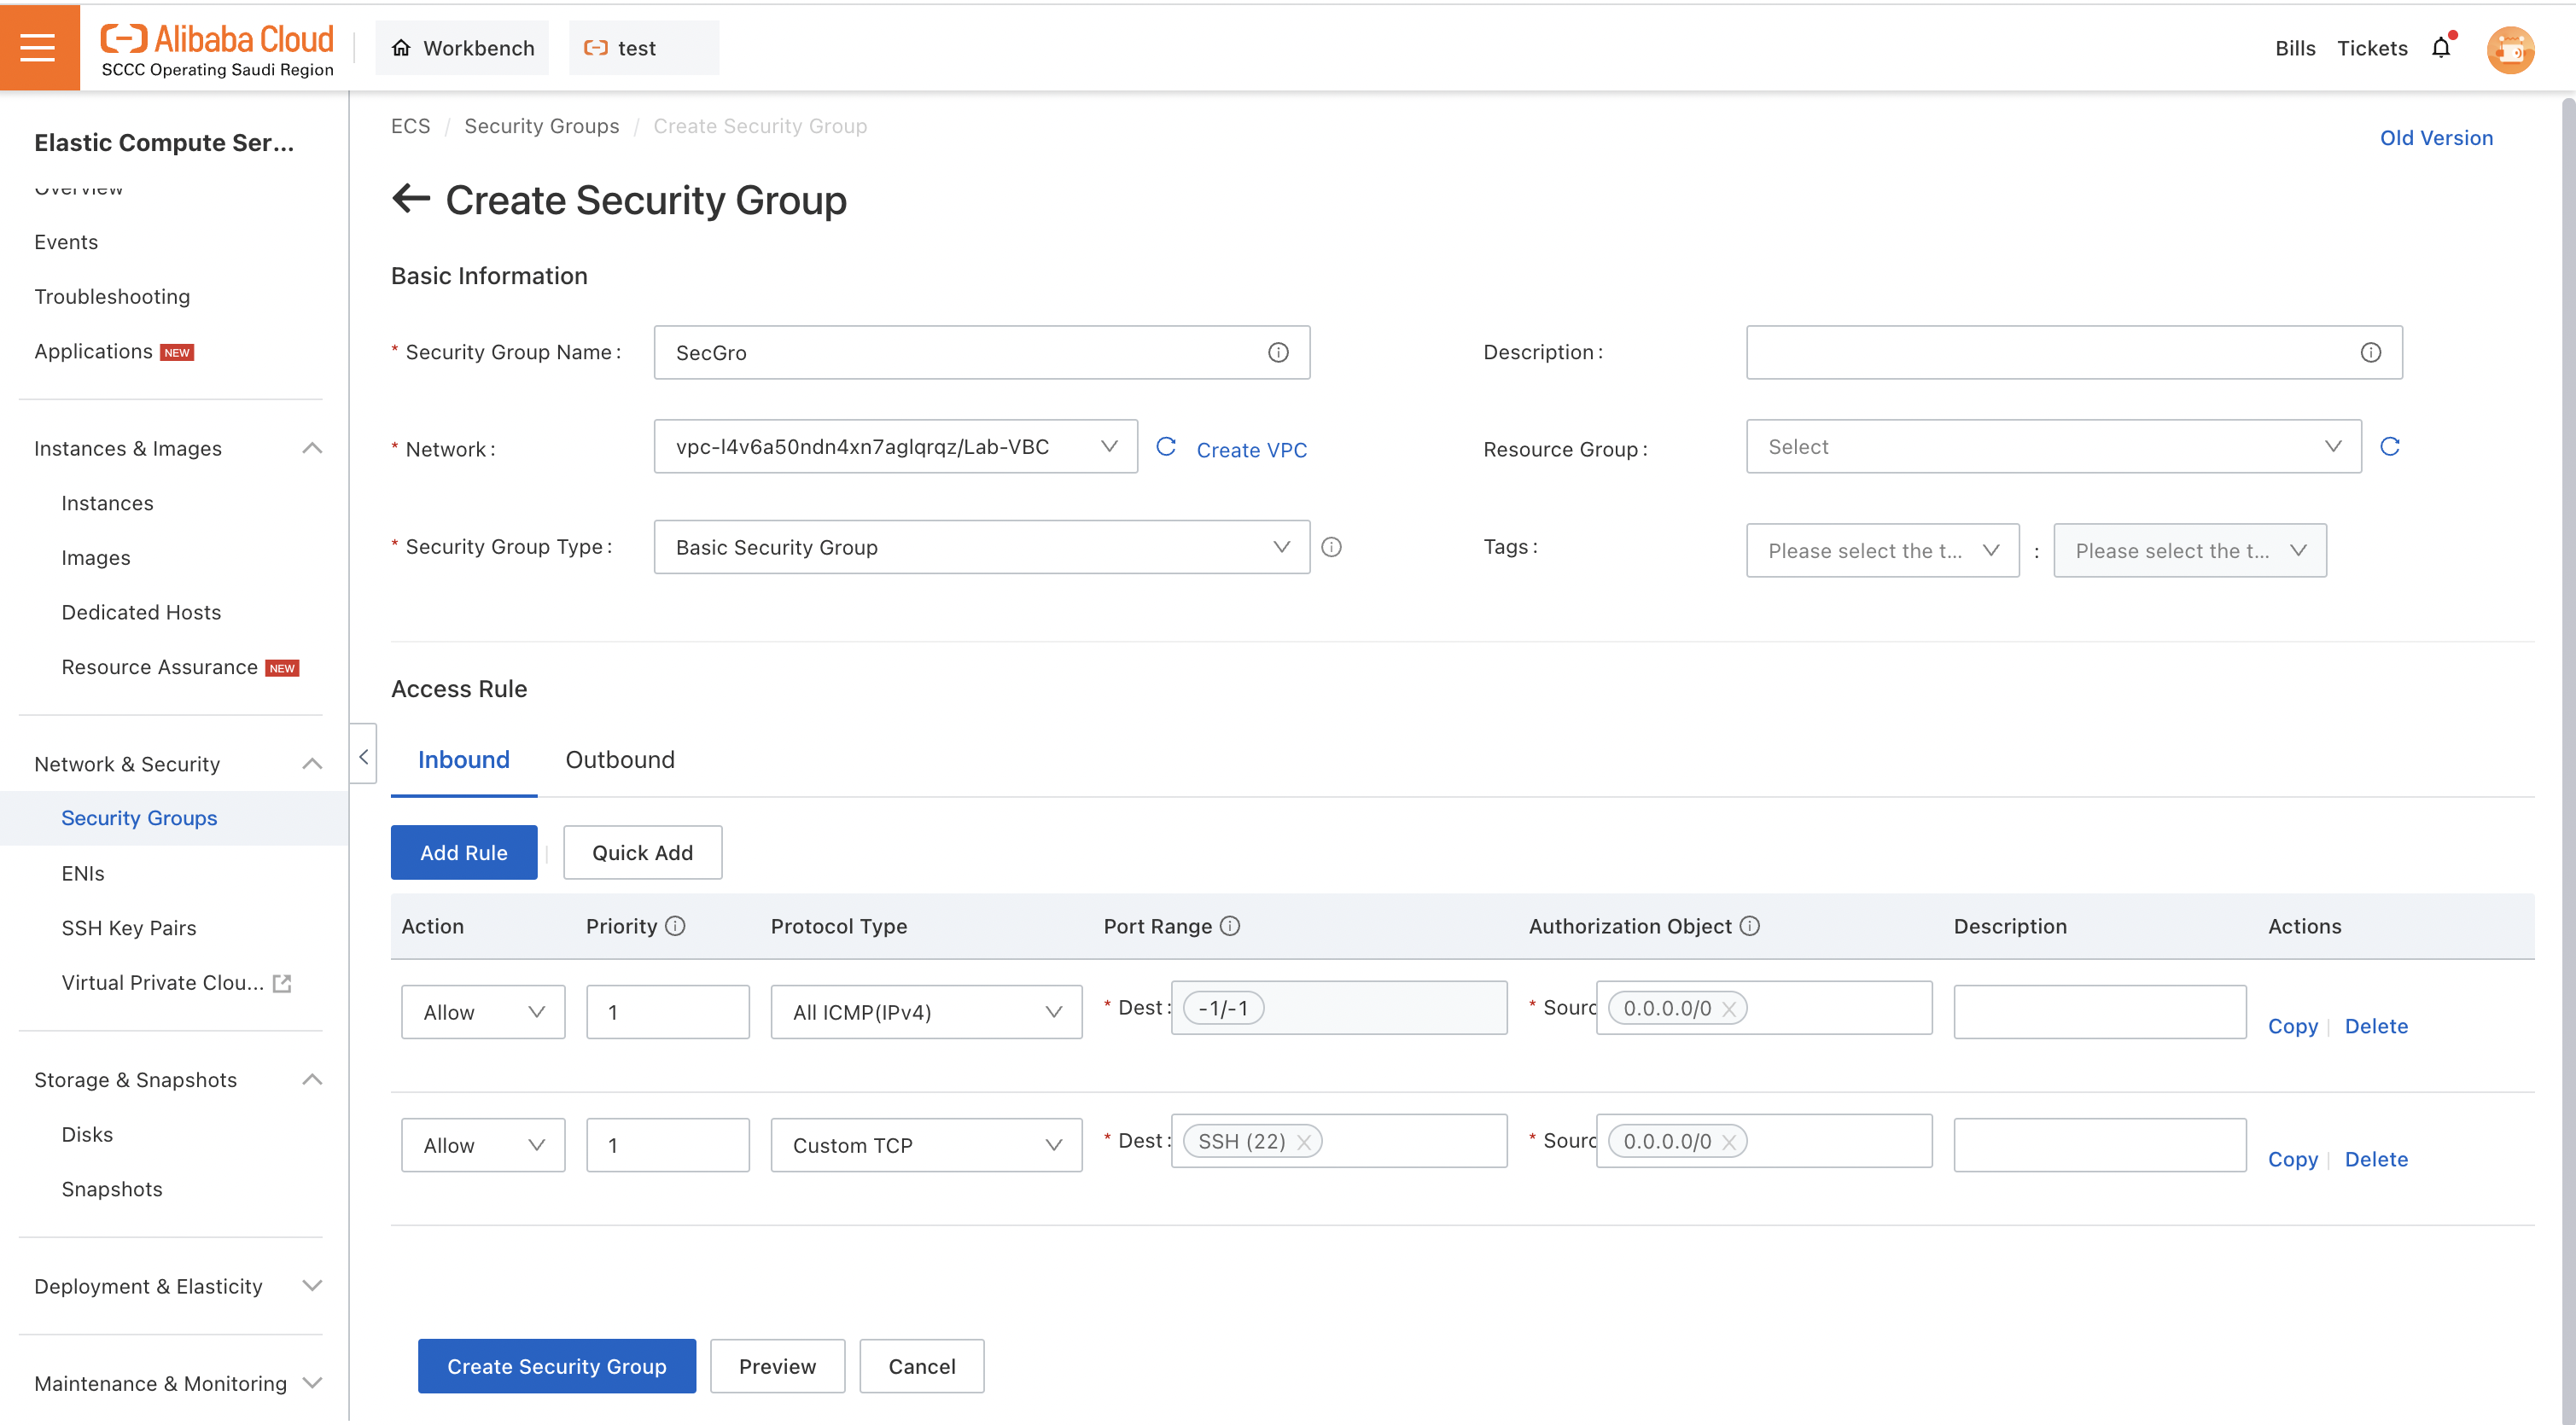 Alibaba Cloud
SCCC Operating Saudi Region
Workbench
test
Bills
Tickets
Elastic Compute Ser...
Overview
Events
Troubleshooting
Applications NEW
Instances & Images
Instances
Images
Dedicated Hosts
Resource Assurance NEW
Network & Security
Security Groups
ENIs
SSH Key Pairs
Virtual Private Clou...
Storage & Snapshots
Disks
Snapshots
Deployment & Elasticity
Maintenance & Monitoring
ECS / Security Groups / Create Security Group
Old Version
Create Security Group
Basic Information
* Security Group Name: SecGro
Description:
* Network: vpc-l4v6a50ndn4xn7aglqrqz/Lab-VBC Create VPC
Resource Group: Select
* Security Group Type: Basic Security Group
Tags: Please select the t... : Please select the t...
Access Rule
Inbound Outbound
Add Rule Quick Add
Action Priority Protocol Type Port Range Authorization Object Description Actions
Allow 1 All ICMP(IPv4) * Dest: -1/-1 * Sourc 0.0.0.0/0 Copy Delete
Allow 1 Custom TCP * Dest: SSH (22) * Sourc 0.0.0.0/0 Copy Delete
Create Security Group Preview Cancel